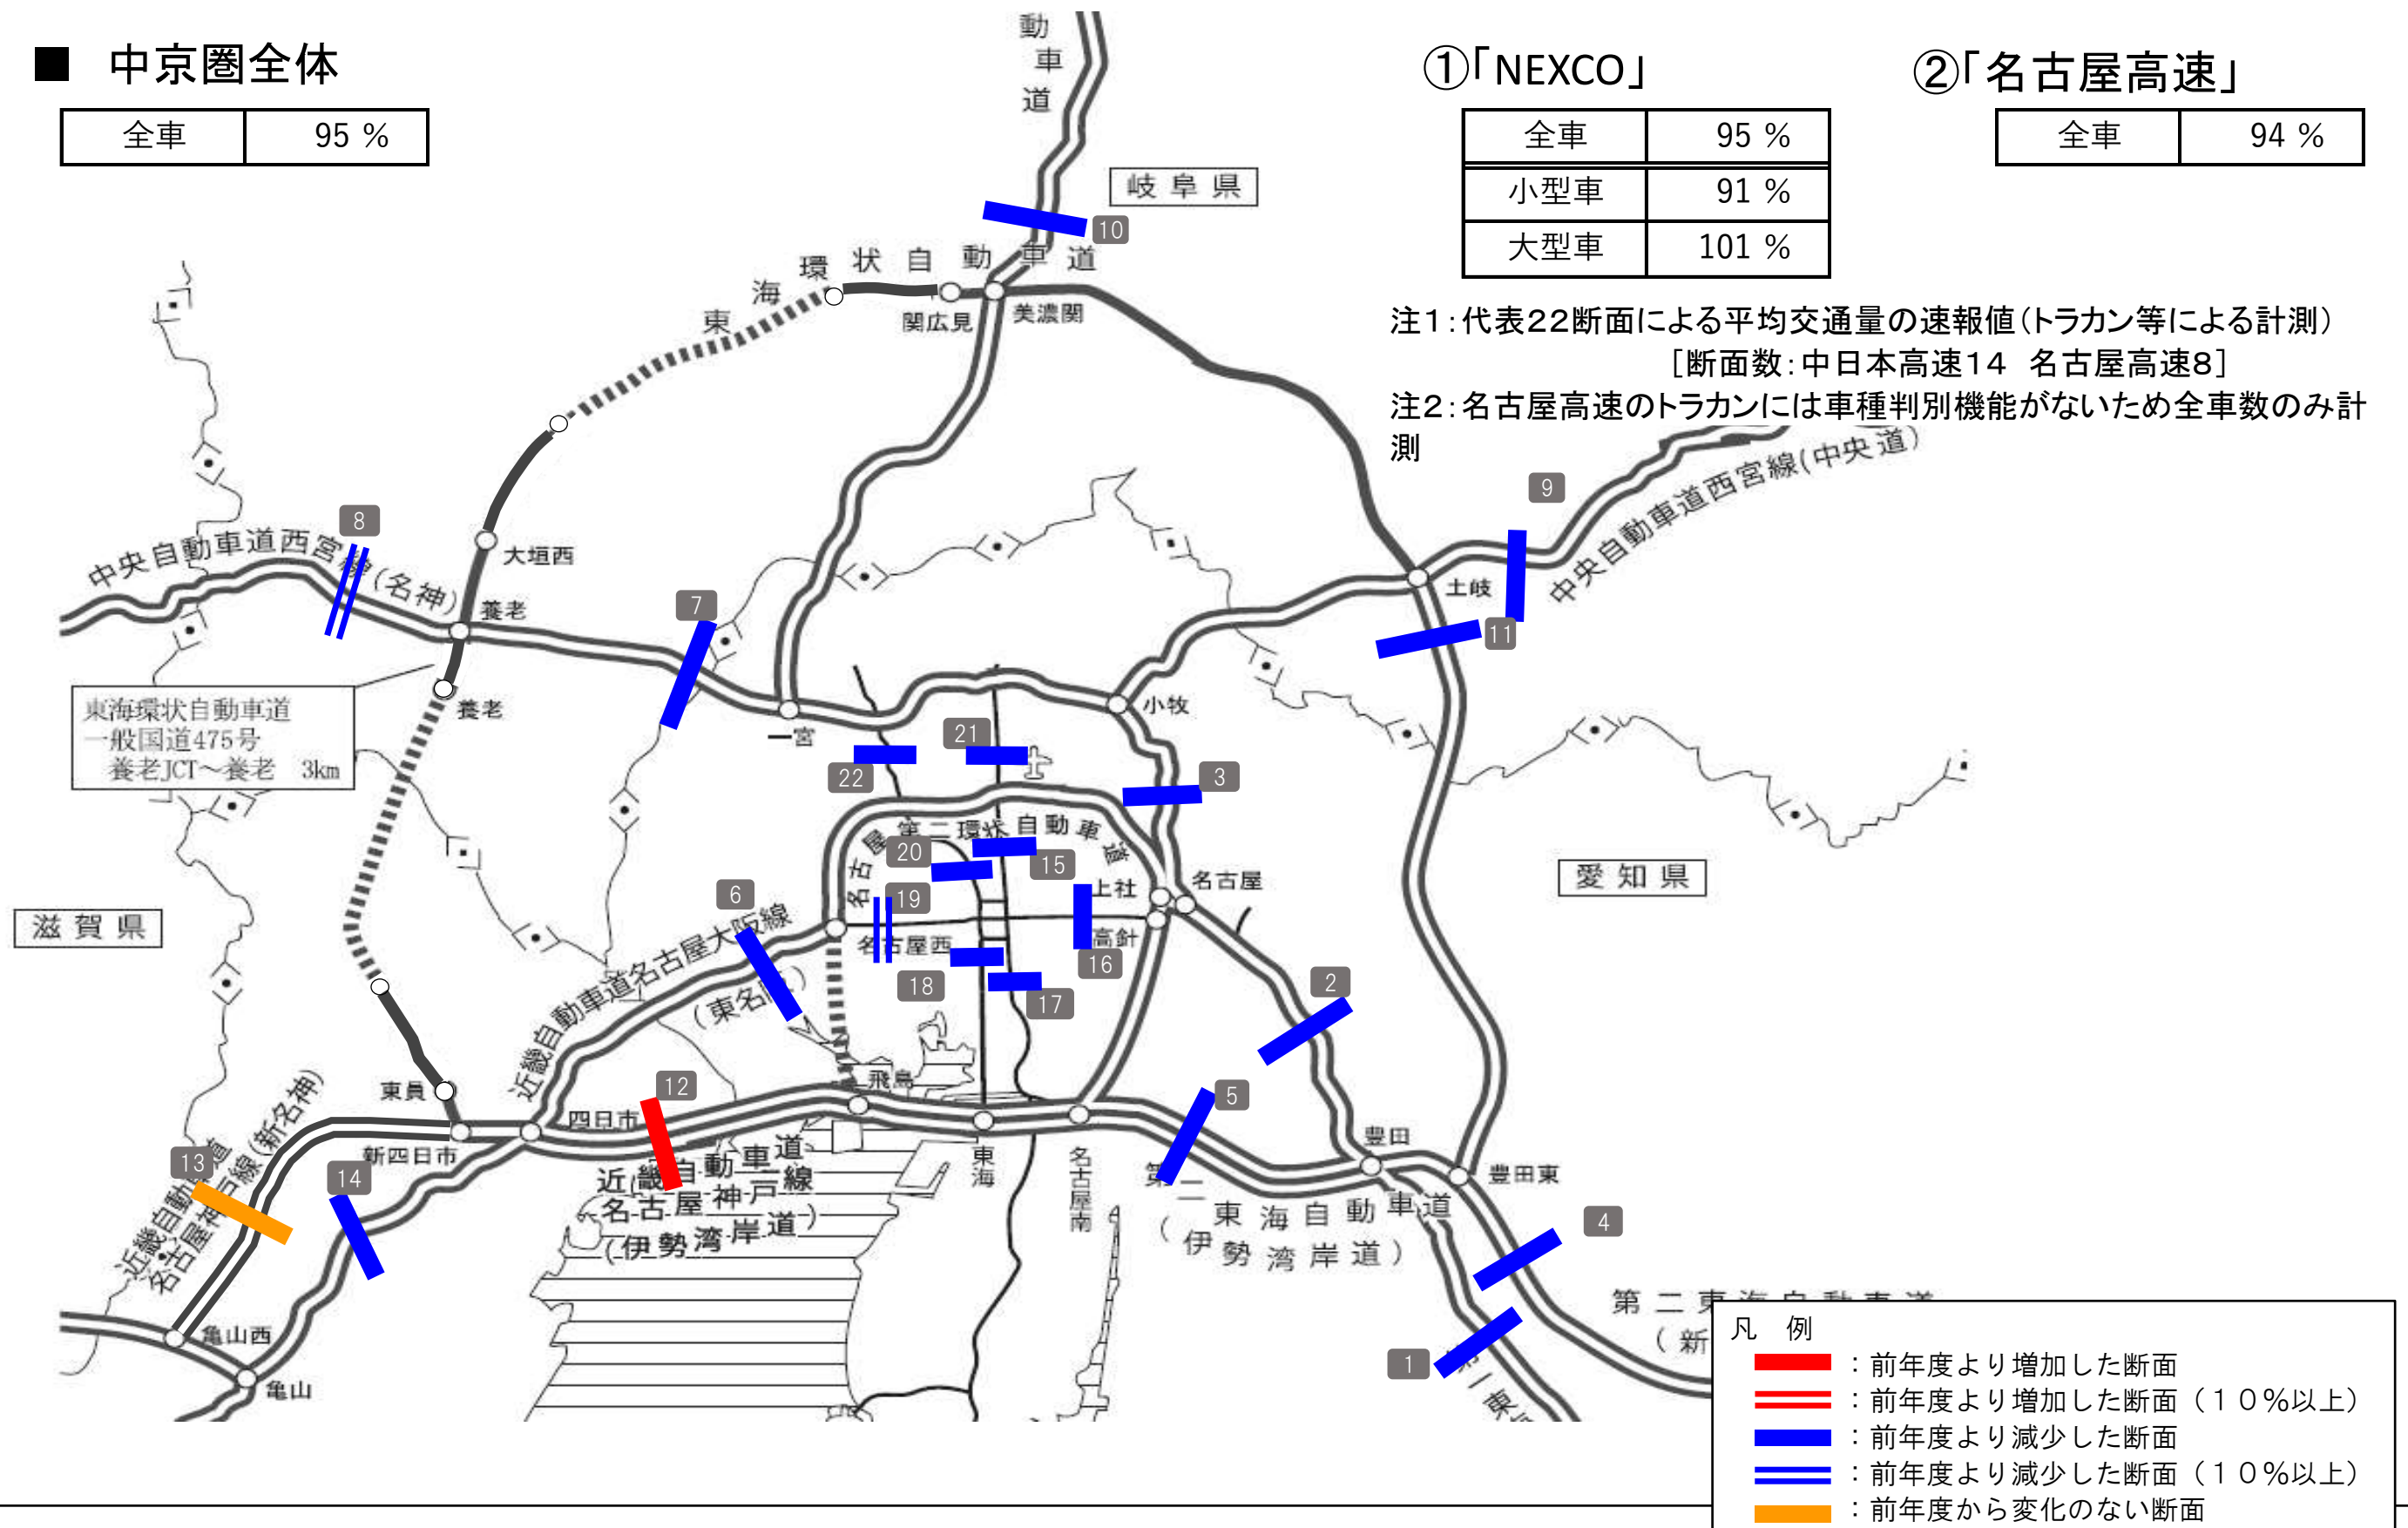 ■ 中京圏全体
全車 95 %
①「NEXCO」
全車 95 %
小型車 91 %
大型車 101 %
②「名古屋高速」
全車 94 %
注1：代表22断面による平均交通量の速報値（トラカン等による計測）
［断面数：中日本高速14 名古屋高速8］
注2：名古屋高速のトラカンには車種判別機能がないため全車数のみ計
測
動車道
岐阜県
10
東海環状自動車道
関広見
美濃関
9
中央自動車道西宮線(中央道)
8
中央自動車道西宮線(名神)
大垣西
養老
7
土岐
11
東海環状自動車道
一般国道475号
養老JCT～養老 3km
養老
一宮
小牧
21
22
3
名古屋第二環状自動車道
20
15
19
上社
名古屋
愛知県
滋賀県
6
近畿自動車道名古屋大阪線
(東名阪)
名古屋西
高針
16
18
17
2
東員
12
飛島
5
四日市
新四日市
豊田
豊田東
13
14
近畿自動車道
名古屋神戸線(新名神)
近畿自動車道
名古屋神戸線
(伊勢湾岸道)
東海
名古屋南
第二東海自動車道
(伊勢湾岸道)
4
亀山西
亀山
1
第一東
第二東海自動車道
(新
凡 例
：前年度より増加した断面
：前年度より増加した断面（１０％以上）
：前年度より減少した断面
：前年度より減少した断面（１０％以上）
：前年度から変化のない断面